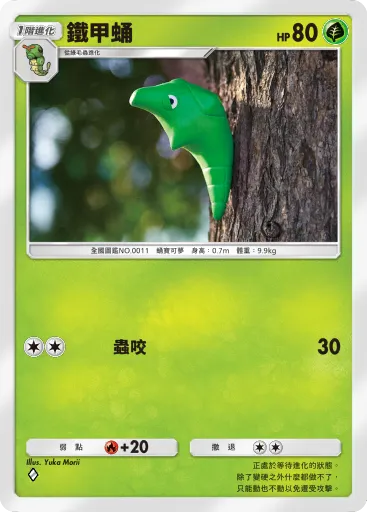 1階進化
鐵甲蛹
HP 80
從綠毛蟲進化
全國圖鑑NO.0011 蛹寶可夢 身高：0.7m 體重：9.9kg
蟲咬 30
弱點 +20
撤退
Illus. Yuka Morii
正處於等待進化的狀態。
除了變硬之外什麼都做不了，
只能動也不動以免遭受攻擊。